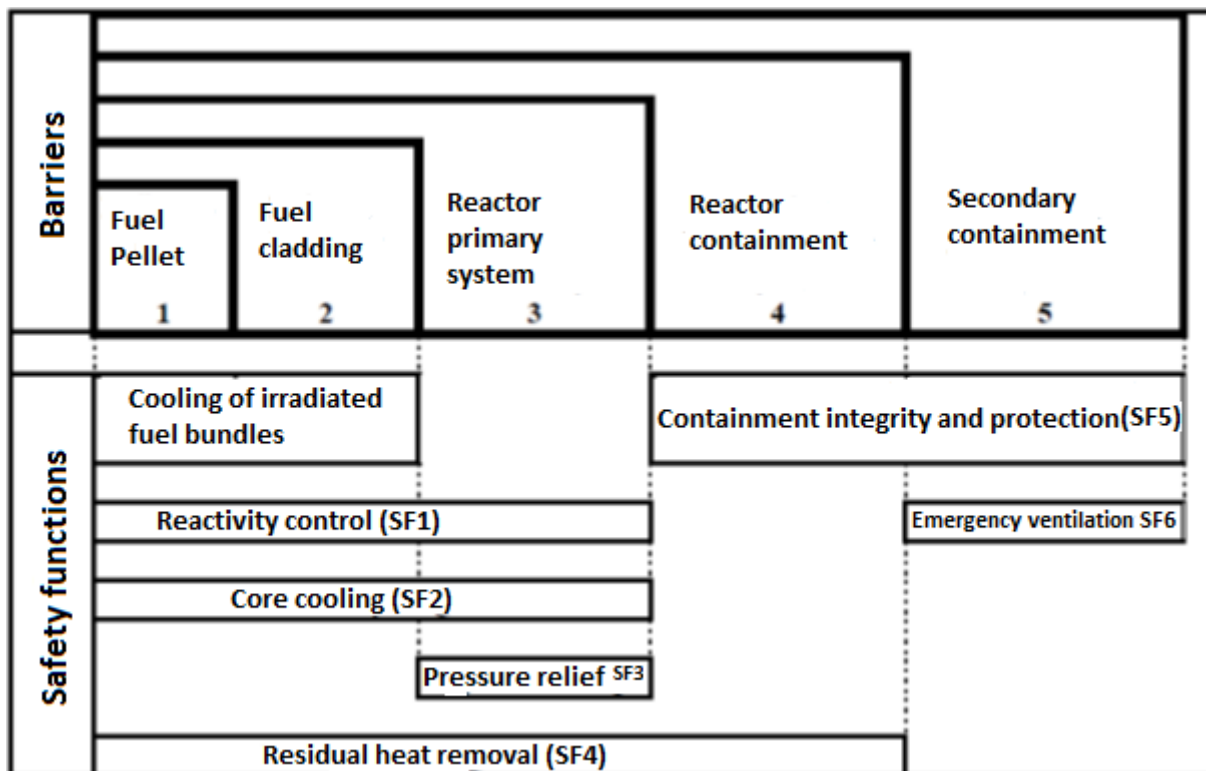 Barriers
Fuel
Pellet
1
Fuel
cladding
2
Reactor
primary
system
3
Reactor
containment
4
Secondary
containment
5
Safety functions
Cooling of irradiated
fuel bundles
Containment integrity and protection(SF5)
Reactivity control (SF1)
Emergency ventilation SF6
Core cooling (SF2)
Pressure relief SF3
Residual heat removal (SF4)